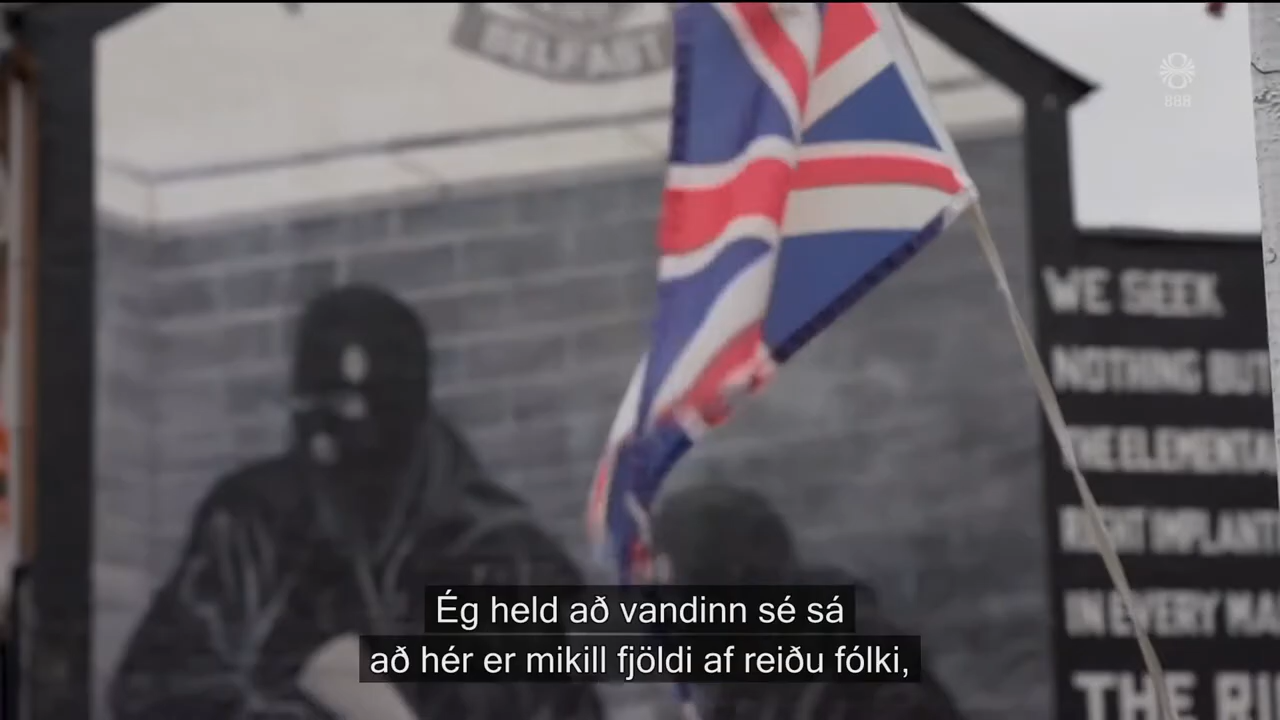 BELFAST
888
WE SEEK
NOTHING BUT
THE ELEMENTA
RIGHT IMPLANT
IN EVERY MA
THE RI
Ég held að vandinn sé sá
að hér er mikill fjöldi af reiðu fólki,